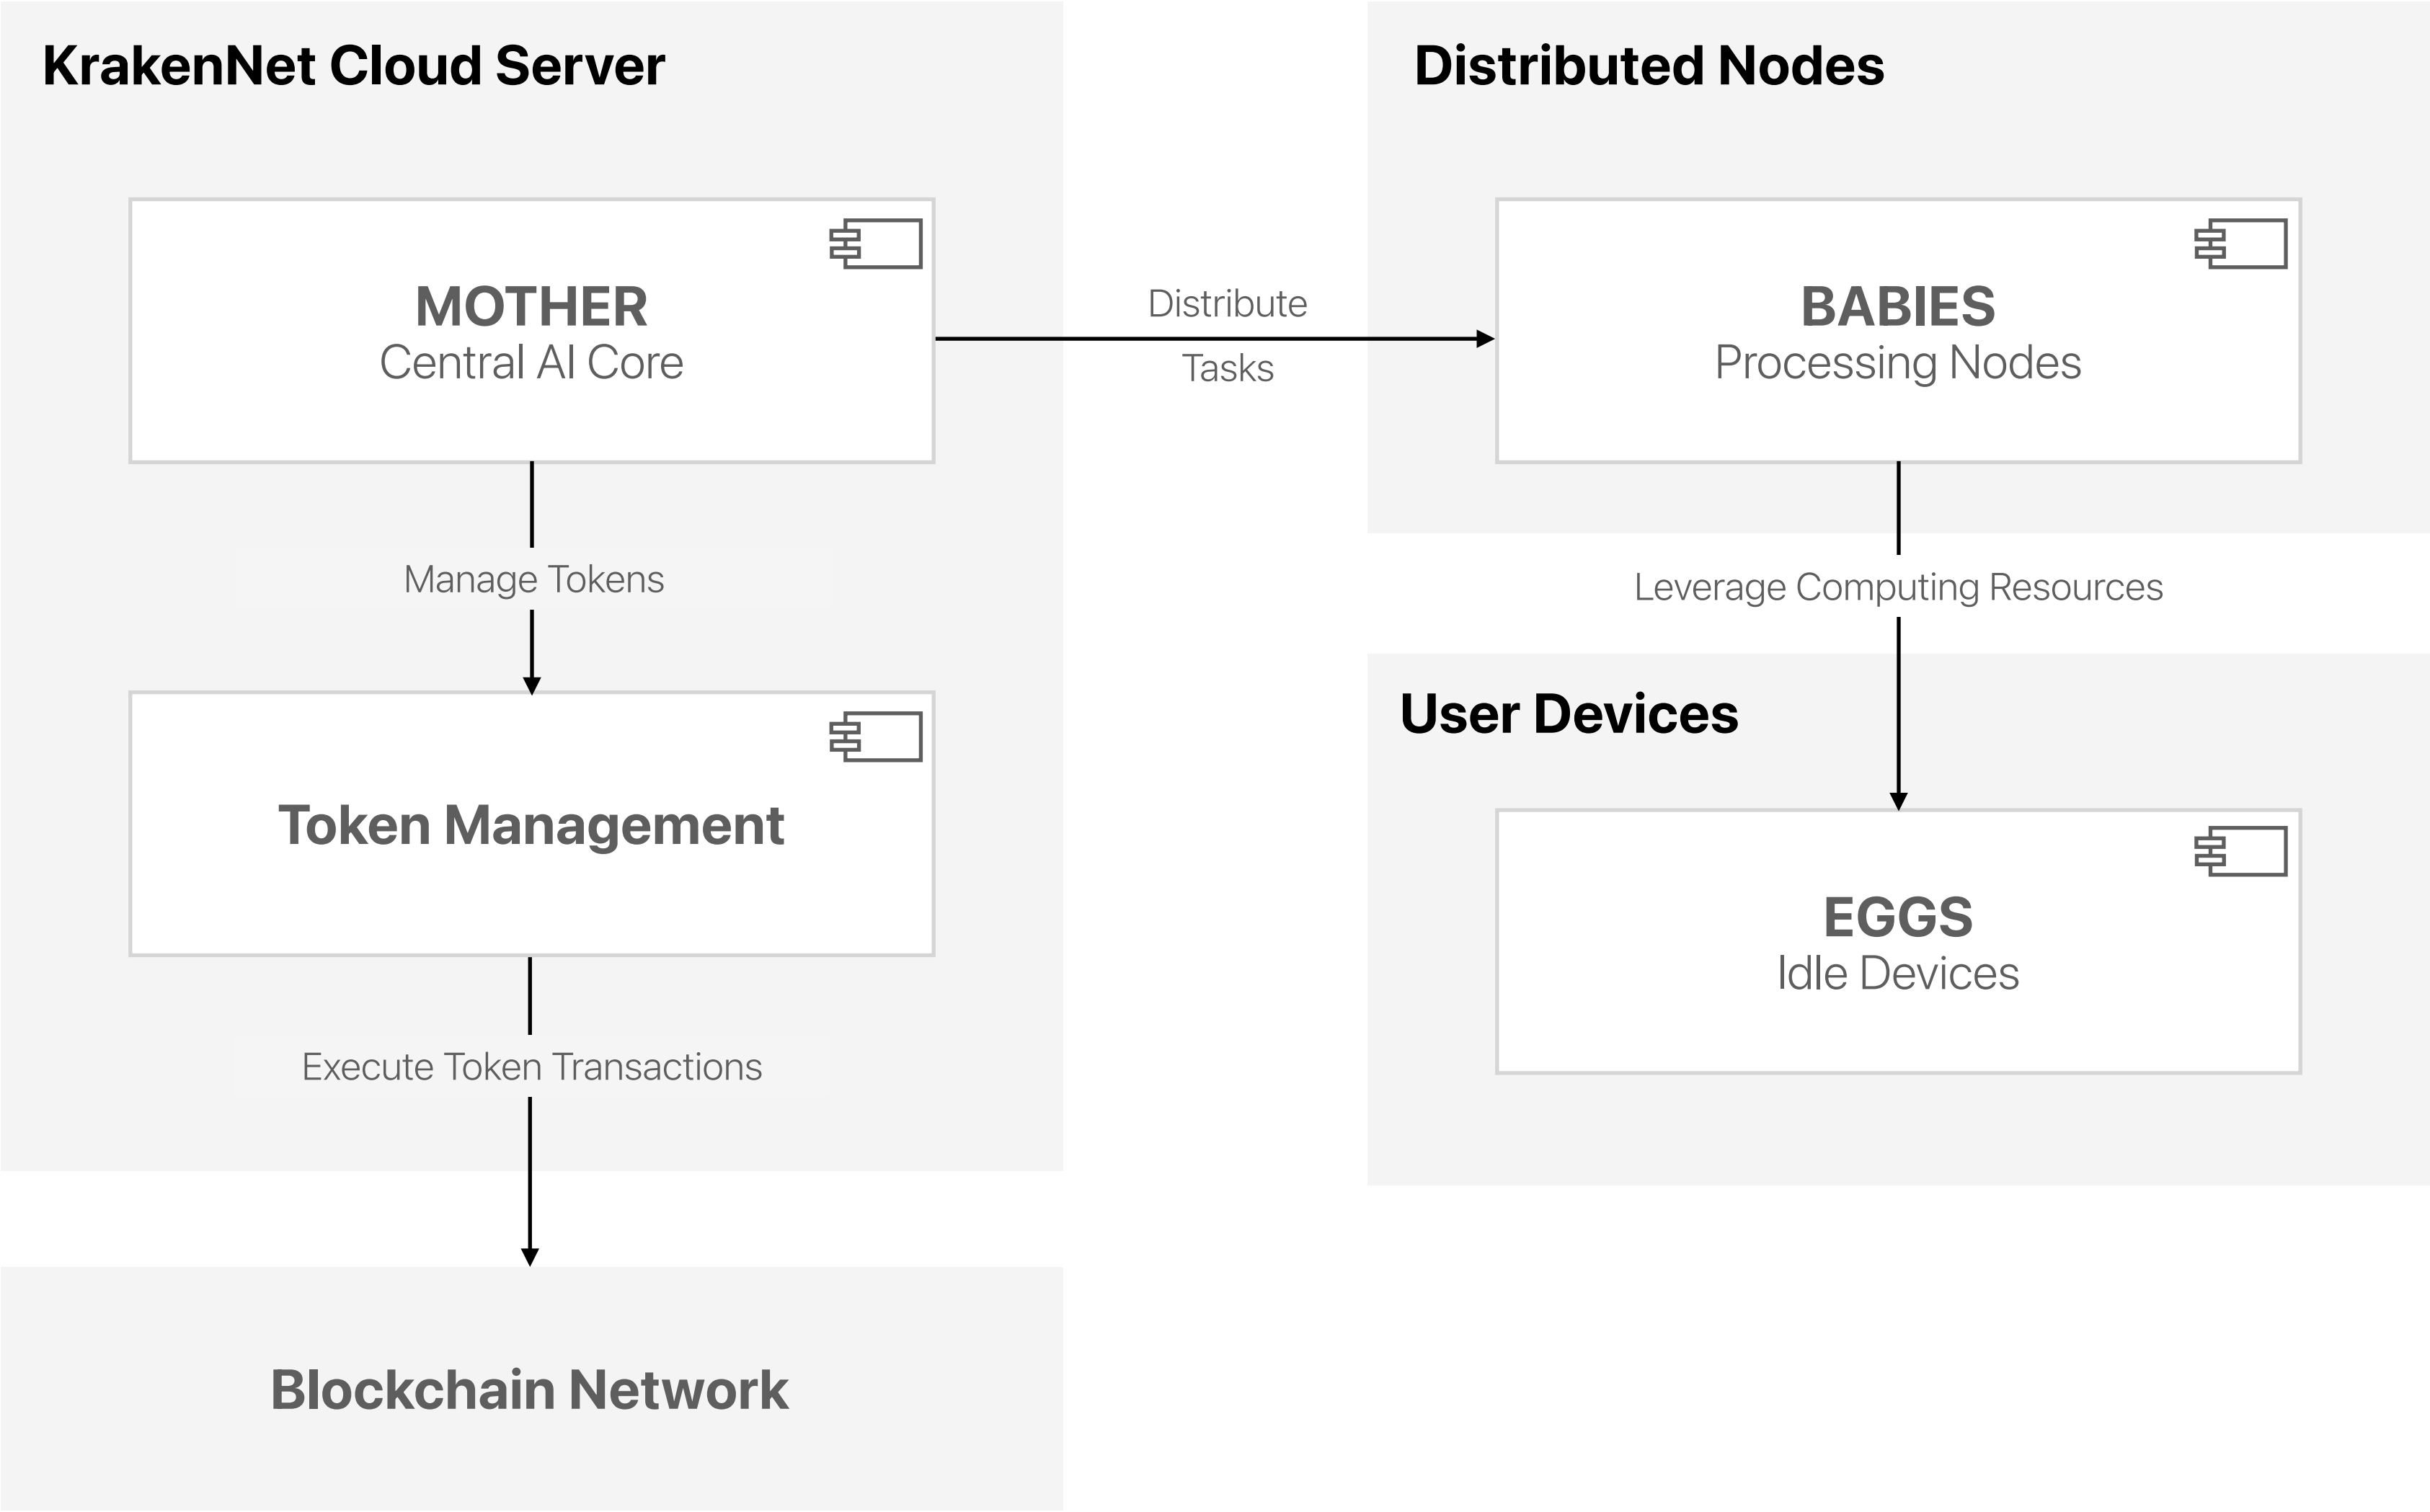 KrakenNet Cloud Server
MOTHER
Central AI Core
Manage Tokens
Token Management
Execute Token Transactions
Blockchain Network
Distribute
Tasks
Distributed Nodes
BABIES
Processing Nodes
Leverage Computing Resources
User Devices
EGGS
Idle Devices